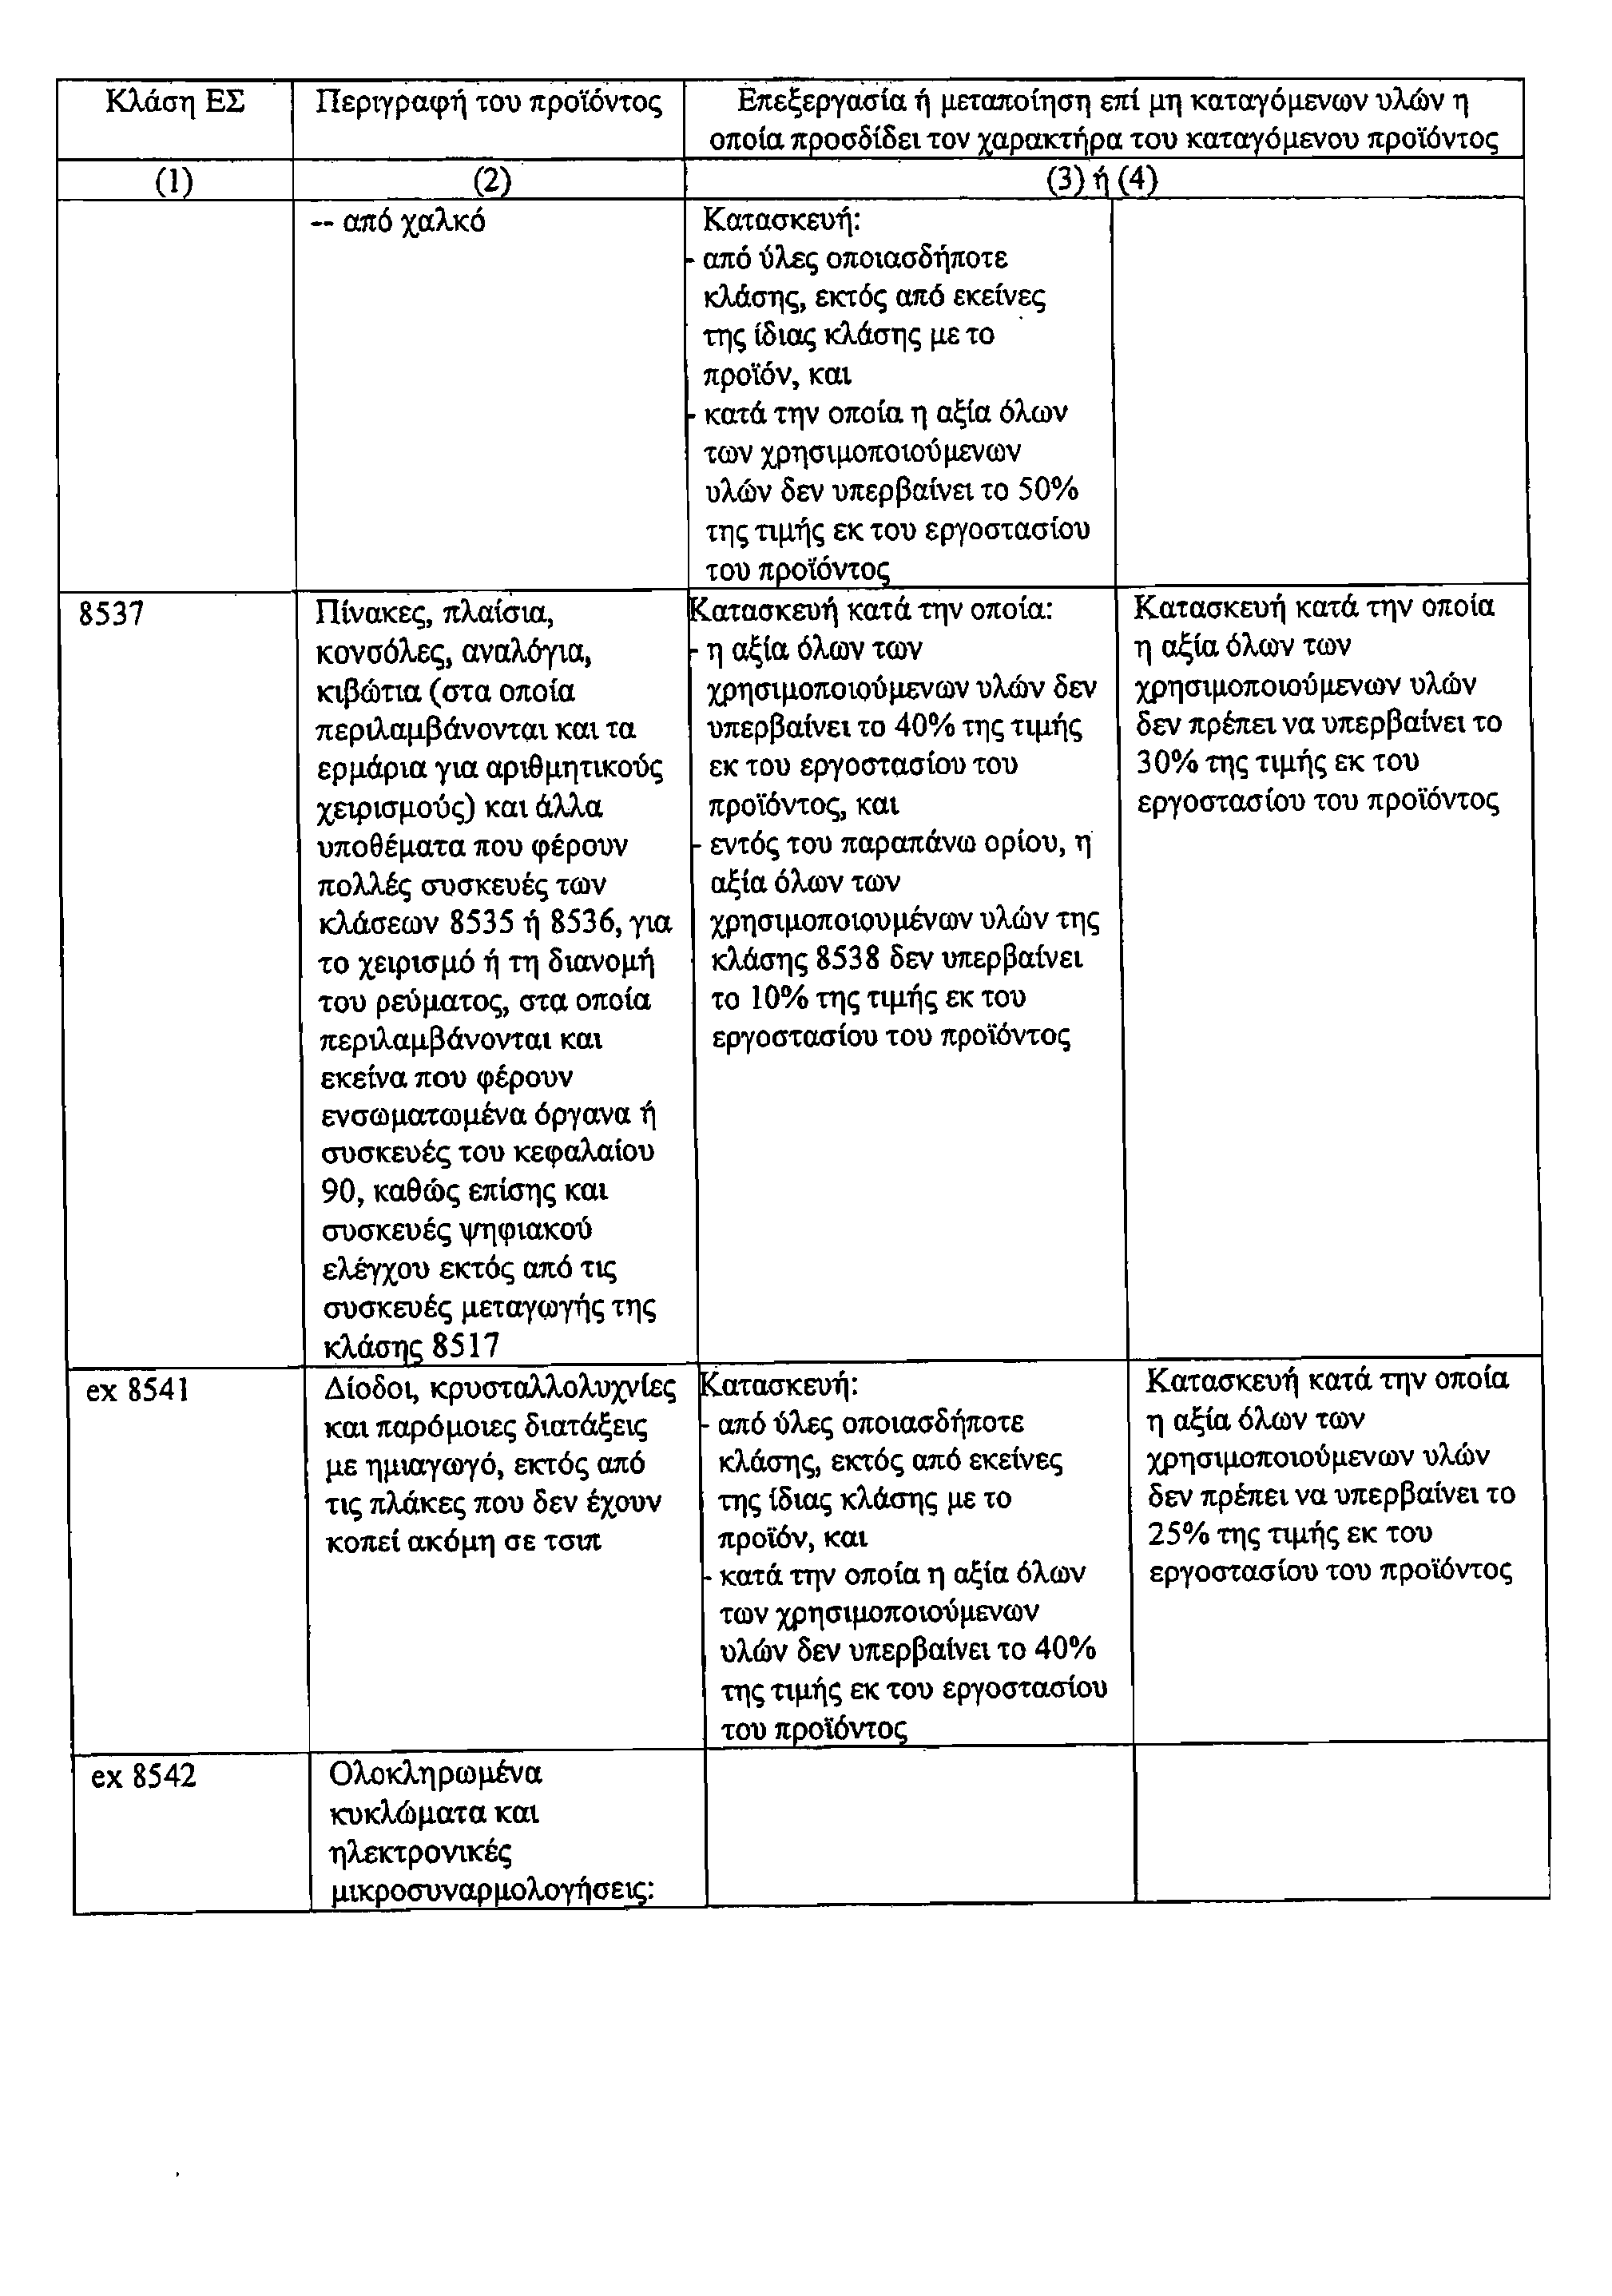 Κλάση ΕΣ
Περιγραφή του προϊόντος
Επεξεργασία ή μεταποίηση επί μη καταγόμενων υλών η
οποία προσδίδει τον χαρακτήρα του καταγόμενου προϊόντος
(1)
(2)
(3) ή (4)
-- από χαλκό
Κατασκευή:
- από ύλες οποιασδήποτε
κλάσης, εκτός από εκείνες
της ίδιας κλάσης με το
προϊόν, και
- κατά την οποία η αξία όλων
των χρησιμοποιούμενων
υλών δεν υπερβαίνει το 50%
της τιμής εκ του εργοστασίου
του προϊόντος
8537
Πίνακες, πλαίσια,
κονσόλες, αναλόγια,
κιβώτια (στα οποία
περιλαμβάνονται και τα
ερμάρια για αριθμητικούς
χειρισμούς) και άλλα
υποθέματα που φέρουν
πολλές συσκευές των
κλάσεων 8535 ή 8536, για
το χειρισμό ή τη διανομή
του ρεύματος, στα οποία
περιλαμβάνονται και
εκείνα που φέρουν
ενσωματωμένα όργανα ή
συσκευές του κεφαλαίου
90, καθώς επίσης και
συσκευές ψηφιακού
ελέγχου εκτός από τις
συσκευές μεταγωγής της
κλάσης 8517
Κατασκευή κατά την οποία:
- η αξία όλων των
χρησιμοποιούμενων υλών δεν
υπερβαίνει το 40% της τιμής
εκ του εργοστασίου του
προϊόντος, και
- εντός του παραπάνω ορίου, η
αξία όλων των
χρησιμοποιουμένων υλών της
κλάσης 8538 δεν υπερβαίνει
το 10% της τιμής εκ του
εργοστασίου του προϊόντος
Κατασκευή κατά την οποία
η αξία όλων των
χρησιμοποιούμενων υλών
δεν πρέπει να υπερβαίνει το
30% της τιμής εκ του
εργοστασίου του προϊόντος
ex 8541
Δίοδοι, κρυσταλλολυχνίες
και παρόμοιες διατάξεις
με ημιαγωγό, εκτός από
τις πλάκες που δεν έχουν
κοπεί ακόμη σε τσιπ
Κατασκευή:
- από ύλες οποιασδήποτε
κλάσης, εκτός από εκείνες
της ίδιας κλάσης με το
προϊόν, και
- κατά την οποία η αξία όλων
των χρησιμοποιούμενων
υλών δεν υπερβαίνει το 40%
της τιμής εκ του εργοστασίου
του προϊόντος
Κατασκευή κατά την οποία
η αξία όλων των
χρησιμοποιούμενων υλών
δεν πρέπει να υπερβαίνει το
25% της τιμής εκ του
εργοστασίου του προϊόντος
ex 8542
Ολοκληρωμένα
κυκλώματα και
ηλεκτρονικές
μικροσυναρμολογήσεις: